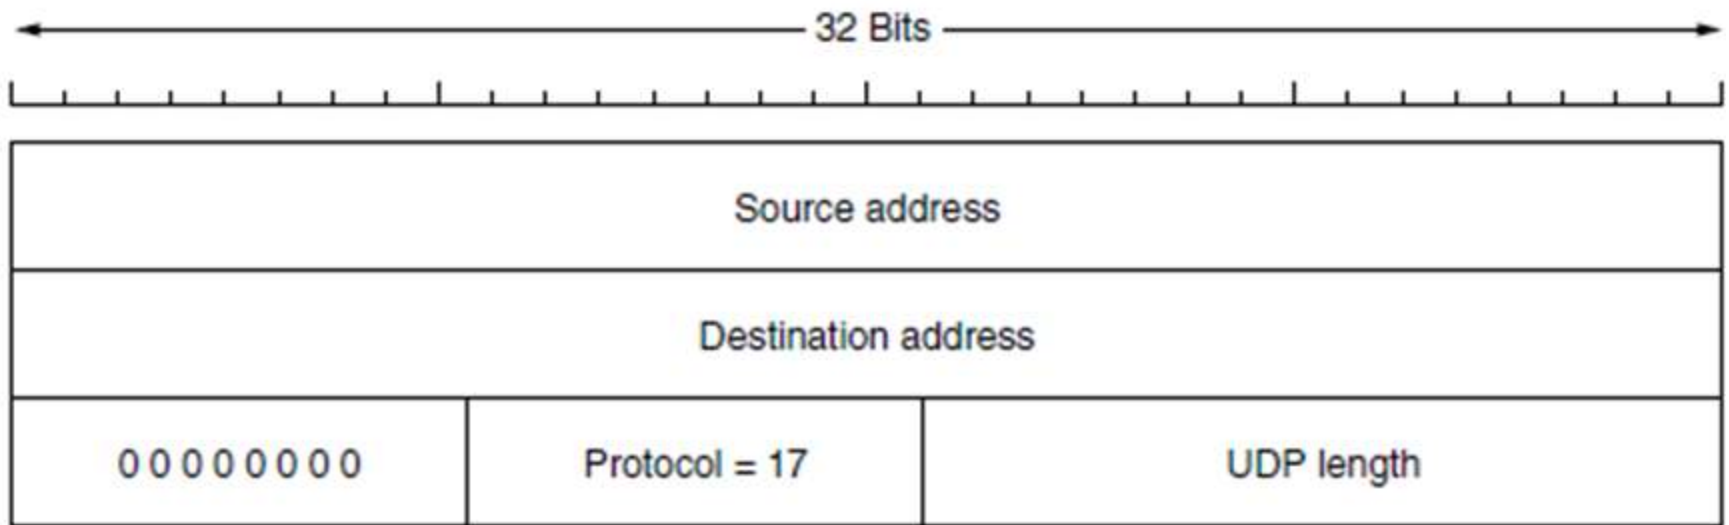 32 Bits
Source address
Destination address
0 0 0 0 0 0 0 0 Protocol = 17 UDP length